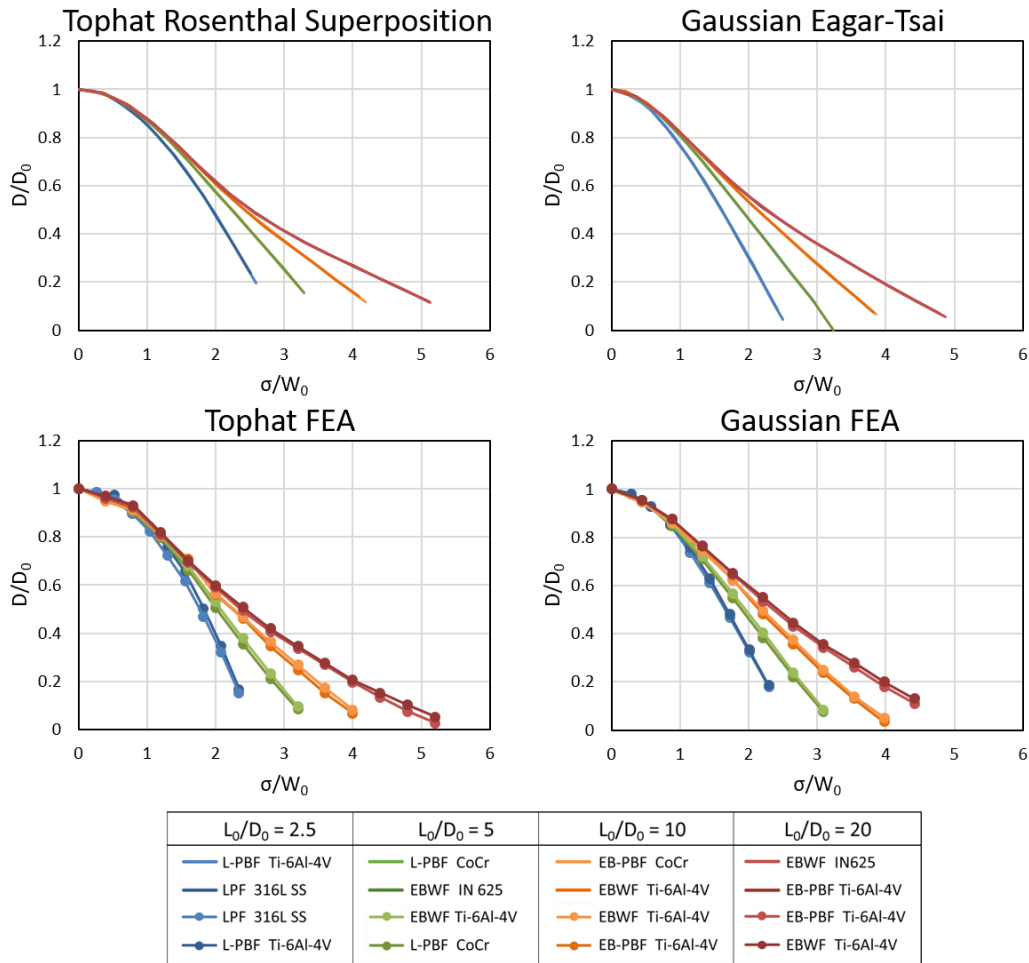 Tophat Rosenthal Superposition
Gaussian Eagar-Tsai
1.2
1
0.8
0.6
0.4
0.2
0
D/D₀
0 1 2 3 4 5 6
σ/W₀
1.2
1
0.8
0.6
0.4
0.2
0
D/D₀
0 1 2 3 4 5 6
σ/W₀
Tophat FEA
Gaussian FEA
1.2
1
0.8
0.6
0.4
0.2
0
D/D₀
0 1 2 3 4 5 6
σ/W₀
1.2
1
0.8
0.6
0.4
0.2
0
D/D₀
0 1 2 3 4 5 6
σ/W₀
L₀/D₀ = 2.5 L₀/D₀ = 5 L₀/D₀ = 10 L₀/D₀ = 20
L-PBF Ti-6Al-4V L-PBF CoCr EB-PBF CoCr EBWF IN625
LPF 316L SS EBWF IN 625 EBWF Ti-6Al-4V EB-PBF Ti-6Al-4V
LPF 316L SS EBWF Ti-6Al-4V EBWF Ti-6Al-4V EB-PBF Ti-6Al-4V
L-PBF Ti-6Al-4V L-PBF CoCr EB-PBF Ti-6Al-4V EBWF Ti-6Al-4V